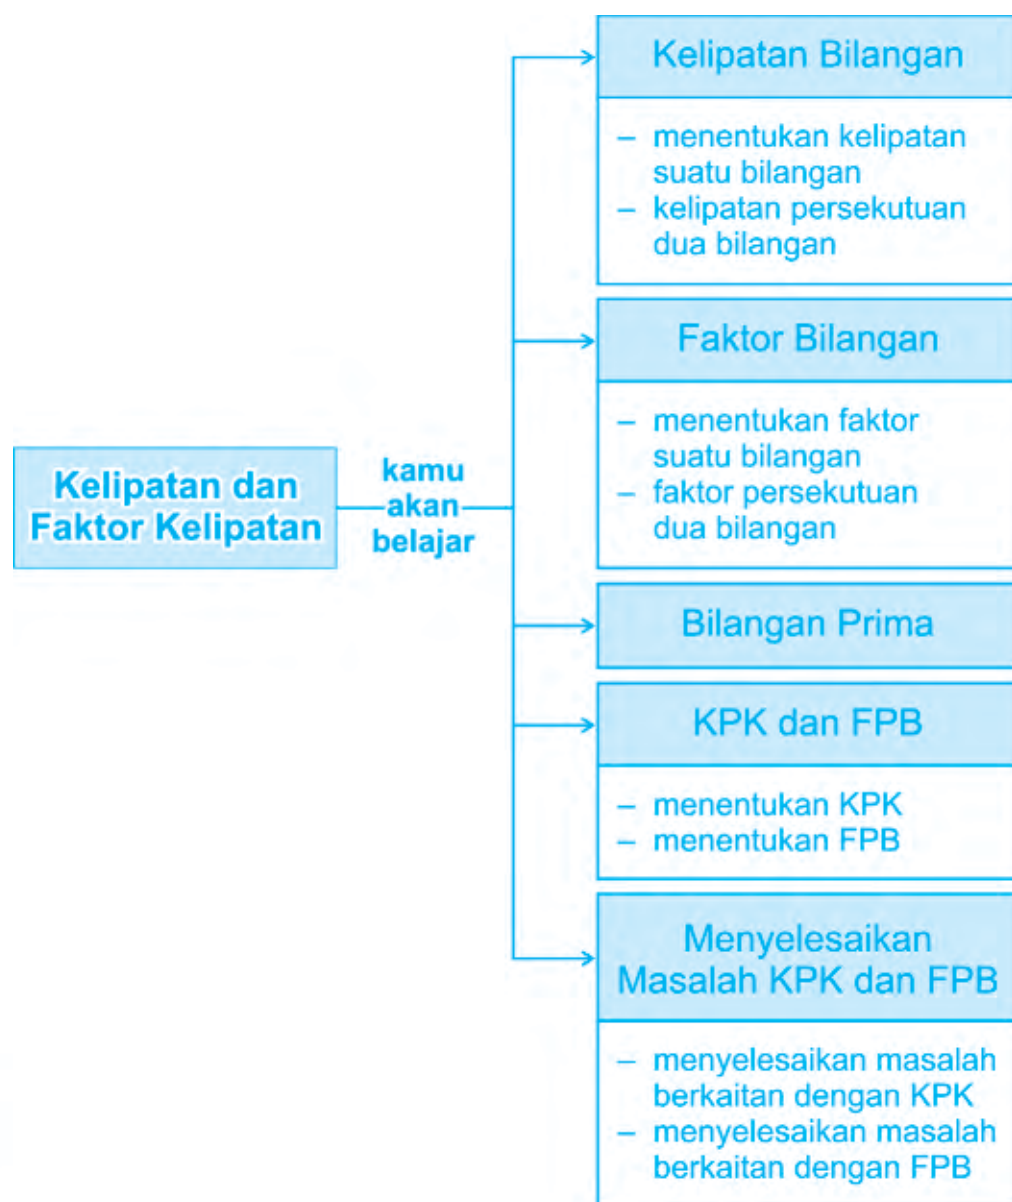 Kelipatan dan
Faktor Kelipatan
kamu
akan
belajar
Kelipatan Bilangan
– menentukan kelipatan
suatu bilangan
– kelipatan persekutuan
dua bilangan
Faktor Bilangan
– menentukan faktor
suatu bilangan
– faktor persekutuan
dua bilangan
Bilangan Prima
KPK dan FPB
– menentukan KPK
– menentukan FPB
Menyelesaikan
Masalah KPK dan FPB
– menyelesaikan masalah
berkaitan dengan KPK
– menyelesaikan masalah
berkaitan dengan FPB